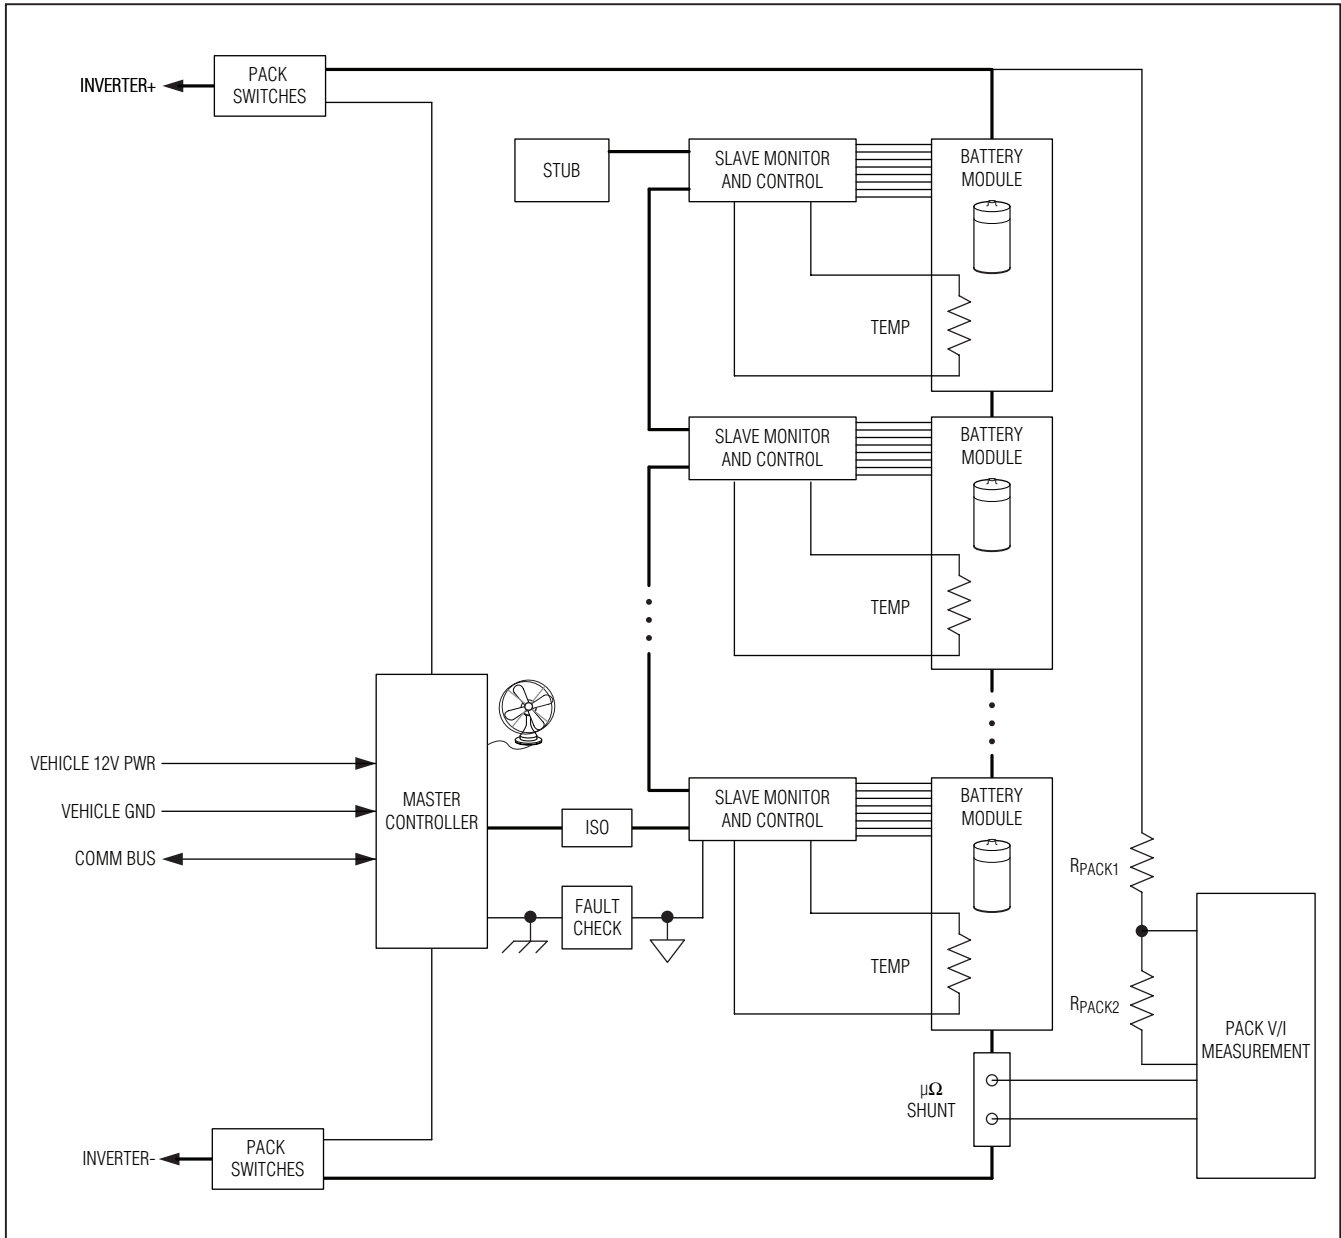 INVERTER+
PACK
SWITCHES
STUB
SLAVE MONITOR
AND CONTROL
BATTERY
MODULE
TEMP
SLAVE MONITOR
AND CONTROL
BATTERY
MODULE
TEMP
VEHICLE 12V PWR
VEHICLE GND
COMM BUS
MASTER
CONTROLLER
ISO
FAULT
CHECK
SLAVE MONITOR
AND CONTROL
BATTERY
MODULE
TEMP
RPACK1
RPACK2
PACK V/I
MEASUREMENT
μΩ
SHUNT
INVERTER-
PACK
SWITCHES